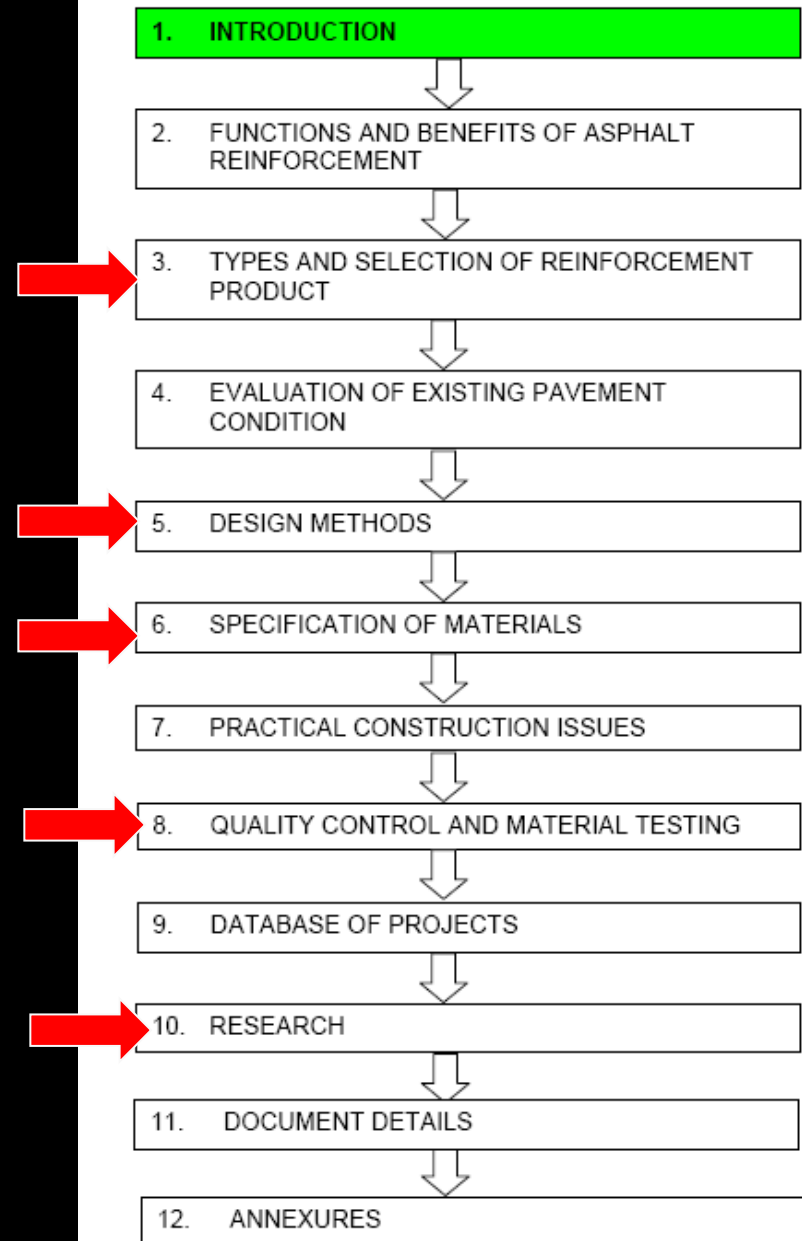 1. INTRODUCTION
2. FUNCTIONS AND BENEFITS OF ASPHALT
REINFORCEMENT
3. TYPES AND SELECTION OF REINFORCEMENT
PRODUCT
4. EVALUATION OF EXISTING PAVEMENT
CONDITION
5. DESIGN METHODS
6. SPECIFICATION OF MATERIALS
7. PRACTICAL CONSTRUCTION ISSUES
8. QUALITY CONTROL AND MATERIAL TESTING
9. DATABASE OF PROJECTS
10. RESEARCH
11. DOCUMENT DETAILS
12. ANNEXURES